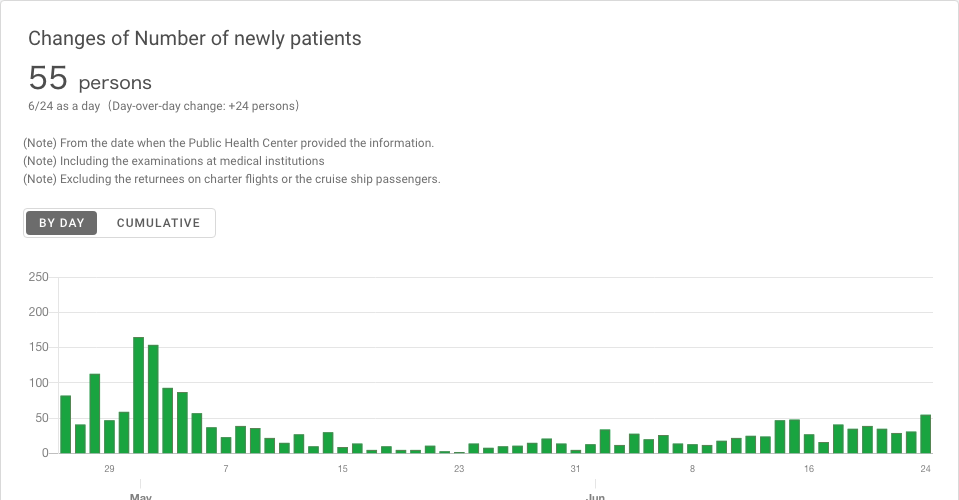 Changes of Number of newly patients
55 persons
6/24 as a day（Day-over-day change: +24 persons）
(Note) From the date when the Public Health Center provided the information.
(Note) Including the examinations at medical institutions
(Note) Excluding the returnees on charter flights or the cruise ship passengers.
BY DAY CUMULATIVE
250
200
150
100
50
0
29 7 15 23 31 8 16 24
May Jun